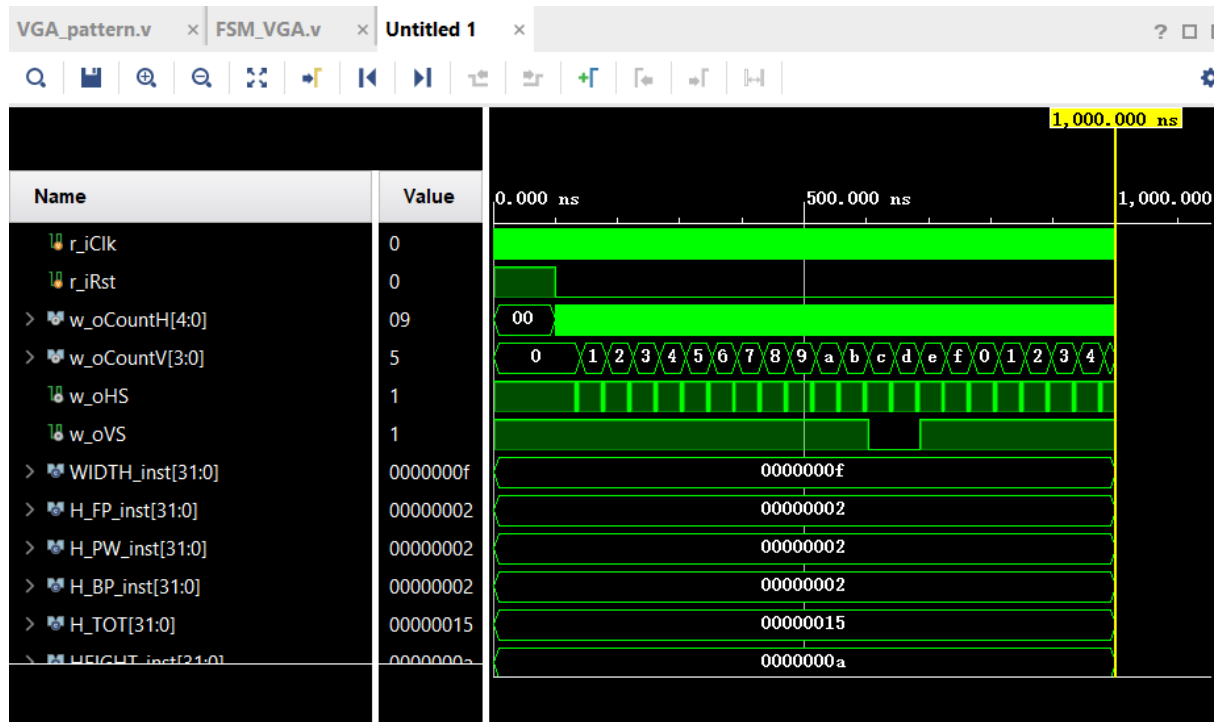 VGA_pattern.v × FSM_VGA.v × Untitled 1 × ?
1,000.000 ns
Name Value 0.000 ns 500.000 ns 1,000.000
r_iClk 0
r_iRst 0
w_oCountH[4:0] 09 00
w_oCountV[3:0] 5 0 1 2 3 4 5 6 7 8 9 a b c d e f 0 1 2 3 4
w_oHS 1
w_oVS 1
WIDTH_inst[31:0] 0000000f 0000000f
H_FP_inst[31:0] 00000002 00000002
H_PW_inst[31:0] 00000002 00000002
H_BP_inst[31:0] 00000002 00000002
H_TOT[31:0] 00000015 00000015
HEIGHT_inst[31:0] 0000000a 0000000a